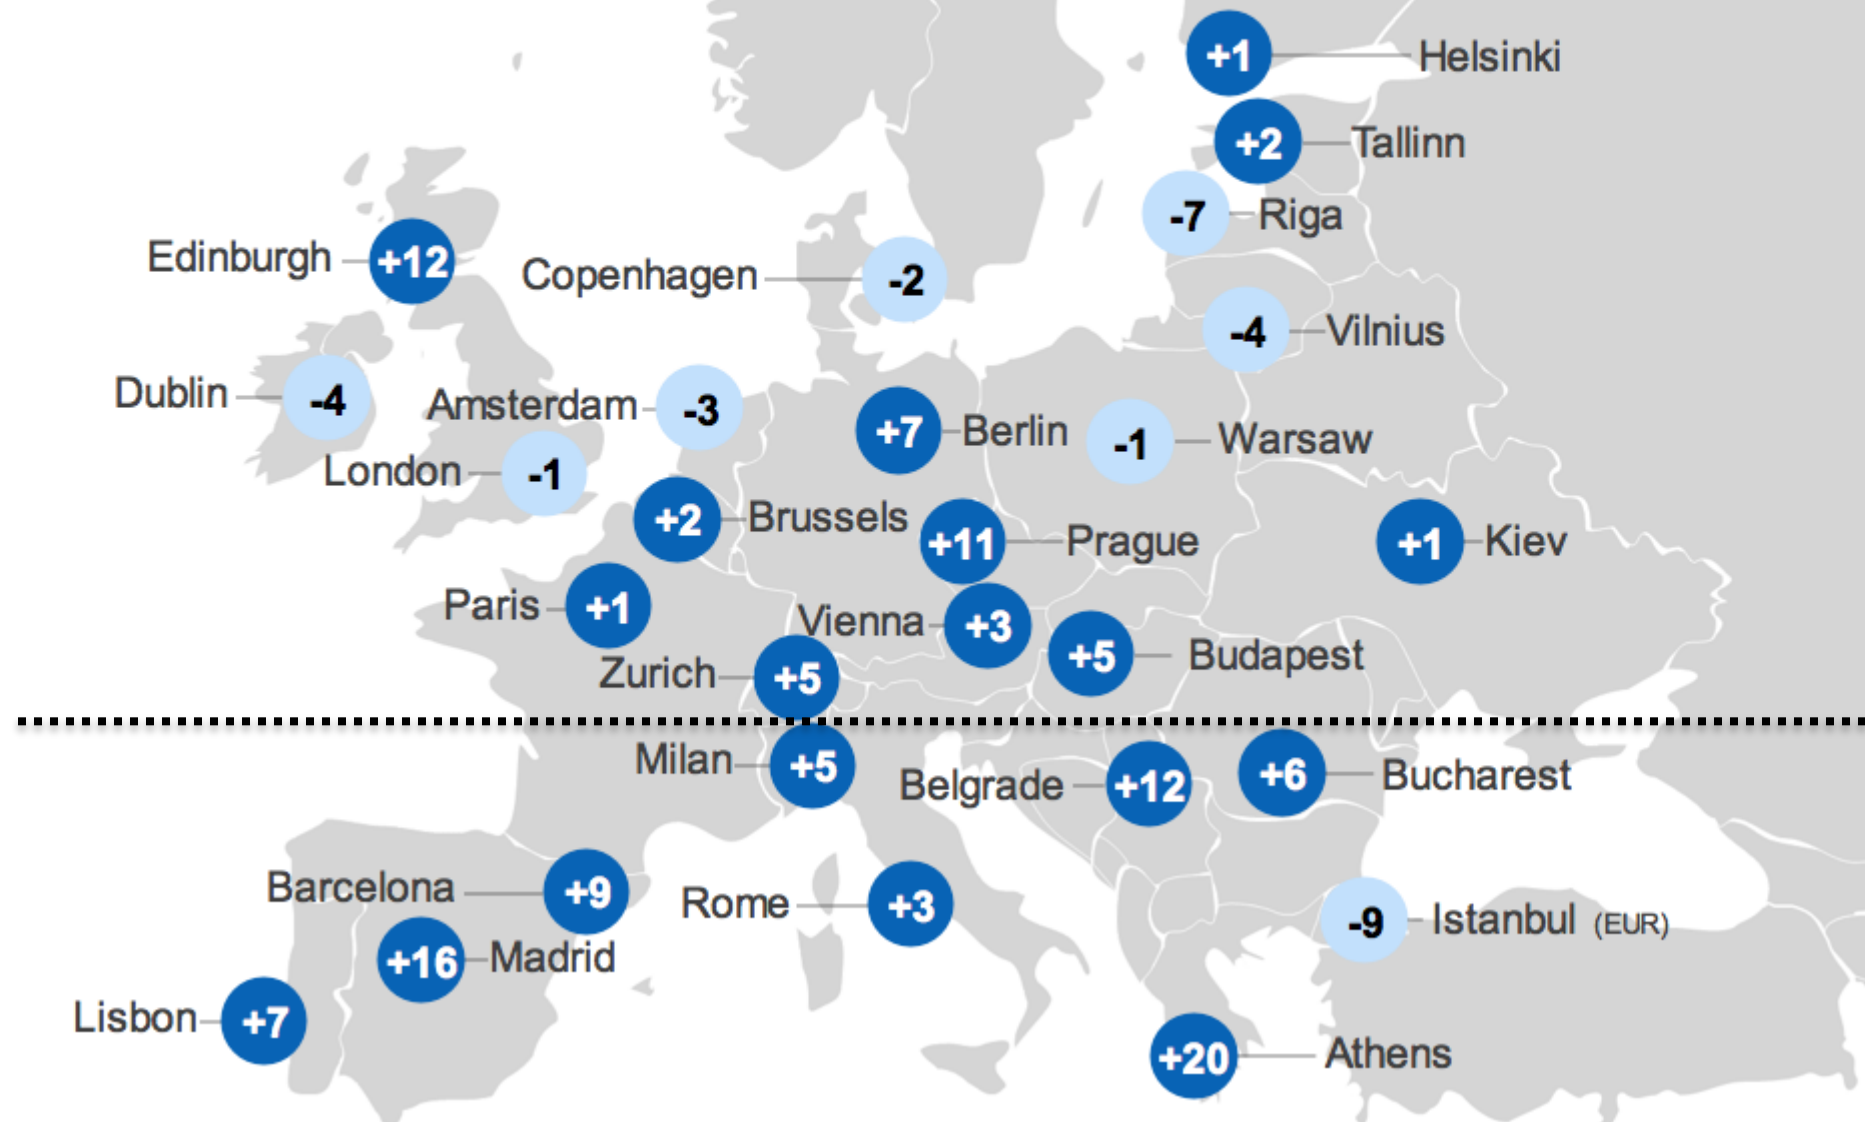 +1 Helsinki
+2 Tallinn
-7 Riga
Edinburgh +12
Copenhagen -2
-4 Vilnius
Dublin -4
Amsterdam -3
+7 Berlin
-1 Warsaw
London -1
+2 Brussels
+11 Prague
+1 Kiev
Paris +1
Vienna +3
+5 Budapest
Zurich +5
Milan +5
Belgrade +12
+6 Bucharest
Barcelona +9
Rome +3
-9 Istanbul (EUR)
+16 Madrid
Lisbon +7
+20 Athens